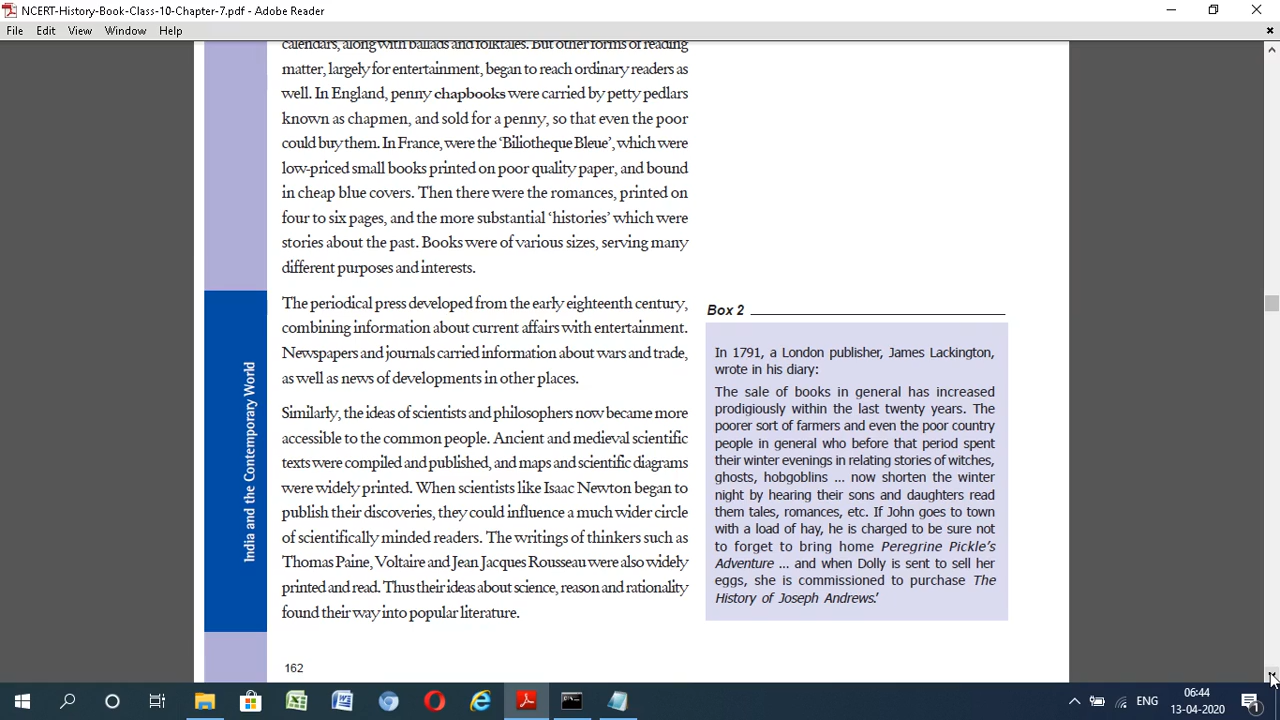 NCERT-History-Book-Class-10-Chapter-7.pdf - Adobe Reader
File Edit View Window Help
calendars, along with ballads and folktales. But other forms of reading
matter, largely for entertainment, began to reach ordinary readers as
well. In England, penny chapbooks were carried by petty pedlars
known as chapmen, and sold for a penny, so that even the poor
could buy them. In France, were the ‘Biliotheque Bleue’, which were
low-priced small books printed on poor quality paper, and bound
in cheap blue covers. Then there were the romances, printed on
four to six pages, and the more substantial ‘histories’ which were
stories about the past. Books were of various sizes, serving many
different purposes and interests.
The periodical press developed from the early eighteenth century,
combining information about current affairs with entertainment.
Newspapers and journals carried information about wars and trade,
as well as news of developments in other places.
Similarly, the ideas of scientists and philosophers now became more
accessible to the common people. Ancient and medieval scientific
texts were compiled and published, and maps and scientific diagrams
were widely printed. When scientists like Isaac Newton began to
publish their discoveries, they could influence a much wider circle
of scientifically minded readers. The writings of thinkers such as
Thomas Paine, Voltaire and Jean Jacques Rousseau were also widely
printed and read. Thus their ideas about science, reason and rationality
found their way into popular literature.
Box 2
In 1791, a London publisher, James Lackington,
wrote in his diary:
The sale of books in general has increased
prodigiously within the last twenty years. The
poorer sort of farmers and even the poor country
people in general who before that period spent
their winter evenings in relating stories of witches,
ghosts, hobgoblins ... now shorten the winter
night by hearing their sons and daughters read
them tales, romances, etc. If John goes to town
with a load of hay, he is charged to be sure not
to forget to bring home Peregrine Pickle’s
Adventure ... and when Dolly is sent to sell her
eggs, she is commissioned to purchase The
History of Joseph Andrews.’
India and the Contemporary World
162
ENG
06:44
13-04-2020
1